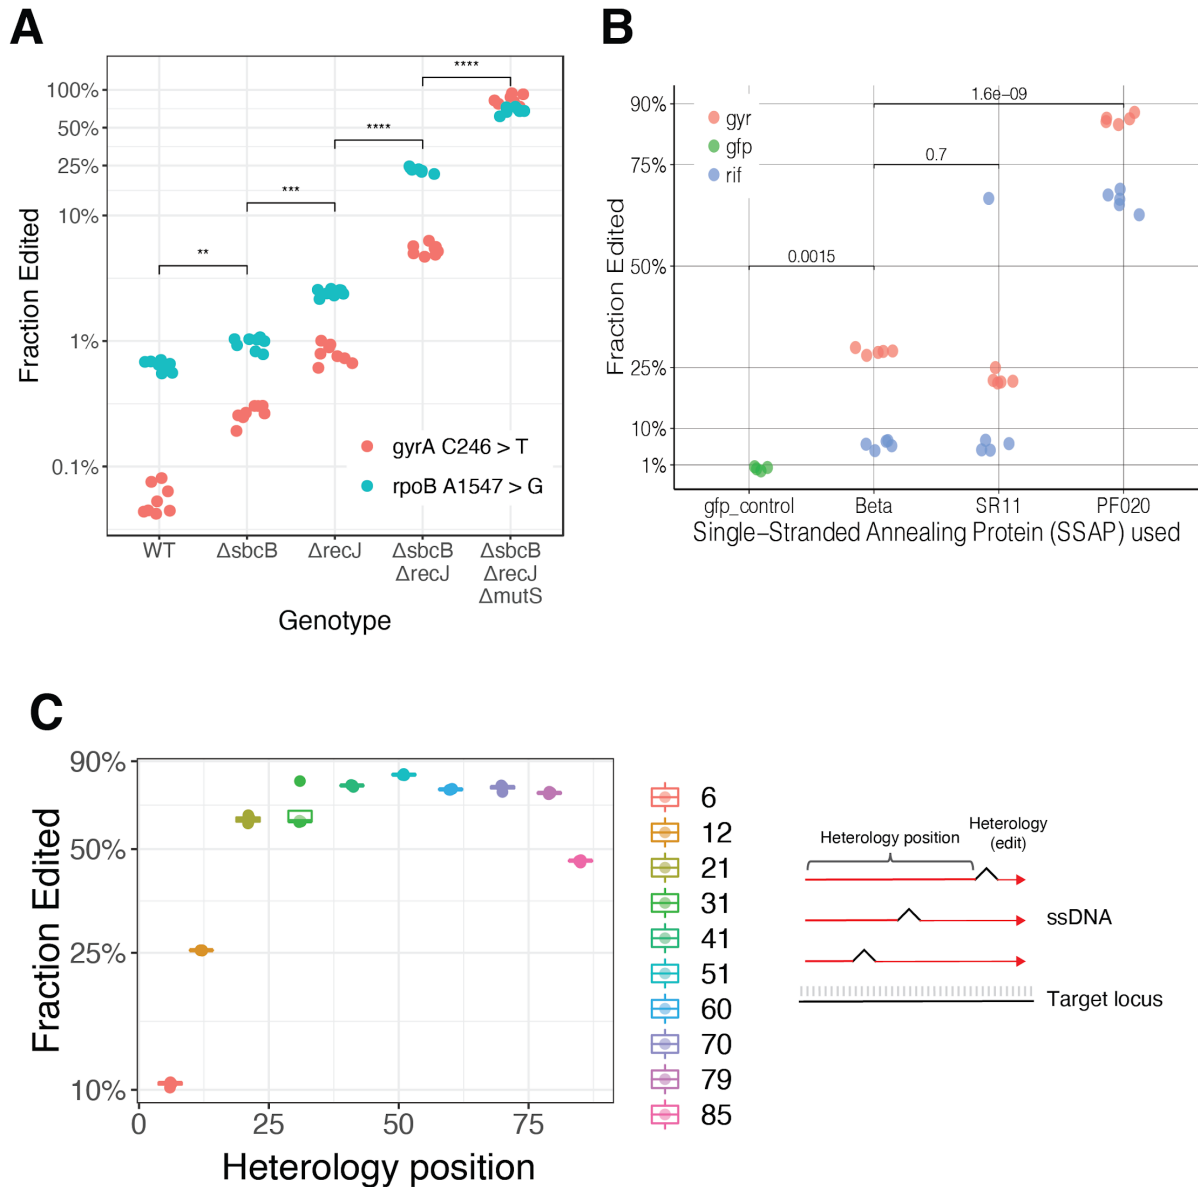 A
100%
50%
25%
10%
1%
0.1%
Fraction Edited
**
***
****
****
gyrA C246 > T
rpoB A1547 > G
WT
ΔsbcB
ΔrecJ
ΔsbcB
ΔrecJ
ΔsbcB
ΔrecJ
ΔmutS
Genotype
B
90%
75%
50%
25%
10%
1%
Fraction Edited
gyr
gfp
rif
1.6e−09
0.7
0.0015
gfp_control
Beta
SR11
PF020
Single−Stranded Annealing Protein (SSAP) used
C
90%
50%
25%
10%
Fraction Edited
0
25
50
75
Heterology position
6
12
21
31
41
51
60
70
79
85
Heterology position
Heterology
(edit)
ssDNA
Target locus